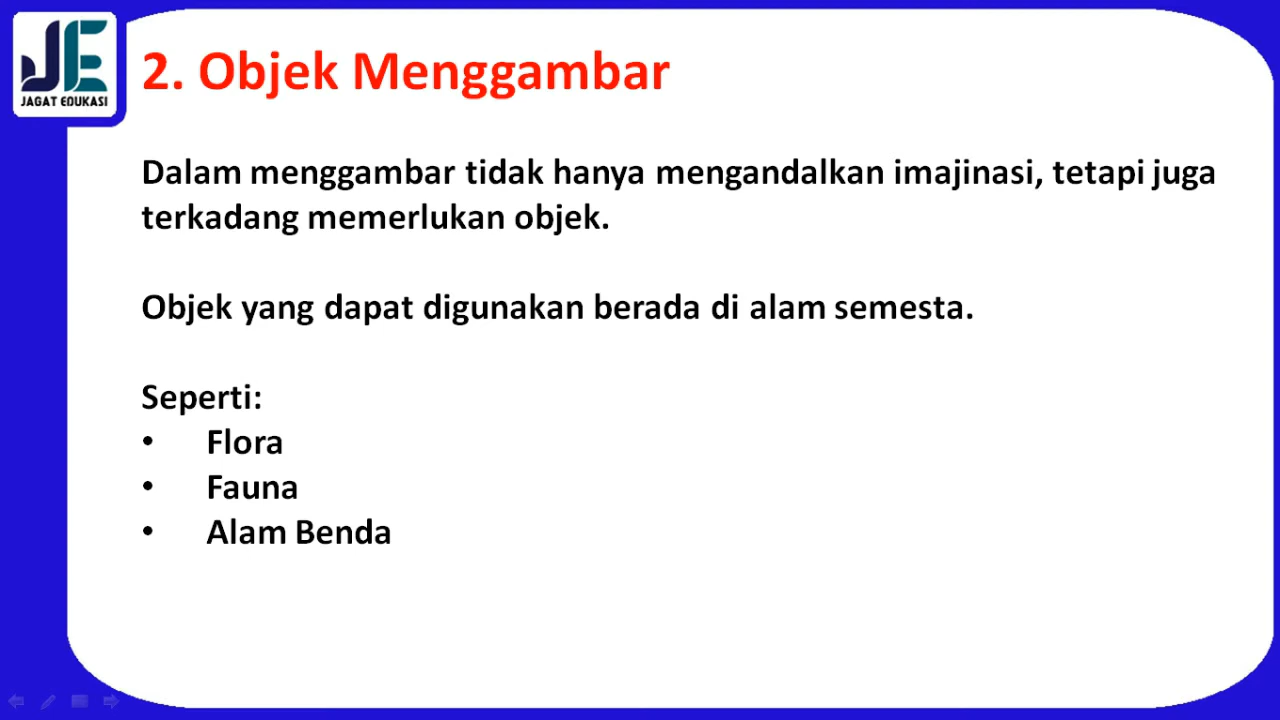 JE
JAGAT EDUKASI
2. Objek Menggambar
Dalam menggambar tidak hanya mengandalkan imajinasi, tetapi juga
terkadang memerlukan objek.
Objek yang dapat digunakan berada di alam semesta.
Seperti:
• Flora
• Fauna
• Alam Benda